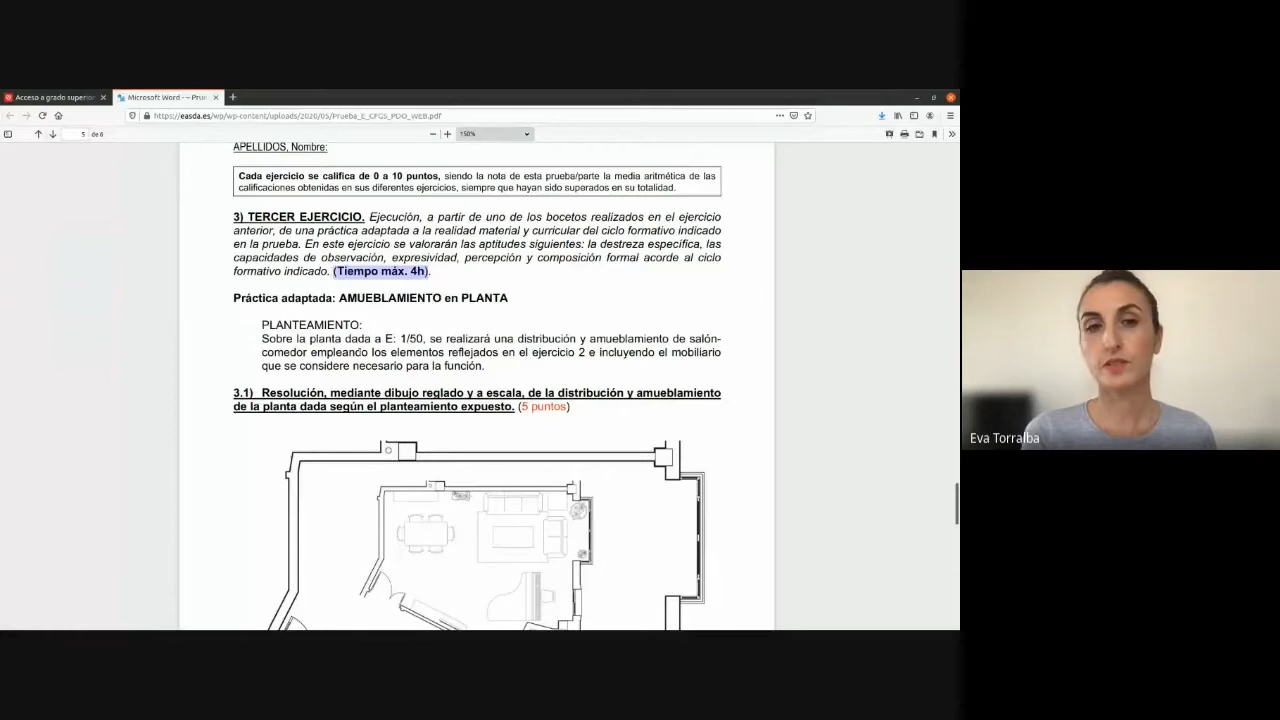 Acceso a grado superior
Microsoft Word - – Prue
https://easda.es/wp/wp-content/uploads/2020/05/Prueba_E_CFGS_PDO_WEB.pdf
5 de 6
150%
APELLIDOS, Nombre:
Cada ejercicio se califica de 0 a 10 puntos, siendo la nota de esta prueba/parte la media aritmética de las
calificaciones obtenidas en sus diferentes ejercicios, siempre que hayan sido superados en su totalidad.
3) TERCER EJERCICIO. Ejecución, a partir de uno de los bocetos realizados en el ejercicio
anterior, de una práctica adaptada a la realidad material y curricular del ciclo formativo indicado
en la prueba. En este ejercicio se valorarán las aptitudes siguientes: la destreza específica, las
capacidades de observación, expresividad, percepción y composición formal acorde al ciclo
formativo indicado. (Tiempo máx. 4h).
Práctica adaptada: AMUEBLAMIENTO en PLANTA
PLANTEAMIENTO:
Sobre la planta dada a E: 1/50, se realizará una distribución y amueblamiento de salón-
comedor empleando los elementos reflejados en el ejercicio 2 e incluyendo el mobiliario
que se considere necesario para la función.
3.1) Resolución, mediante dibujo reglado y a escala, de la distribución y amueblamiento
de la planta dada según el planteamiento expuesto. (5 puntos)
Eva Torralba